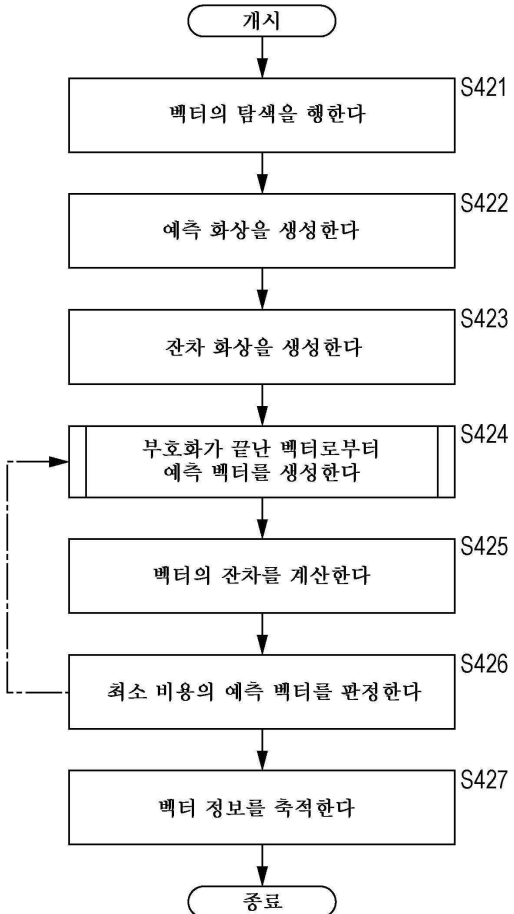 개시
S421
벡터의 탐색을 행한다
S422
예측 화상을 생성한다
S423
잔차 화상을 생성한다
S424
부호화가 끝난 벡터로부터
예측 벡터를 생성한다
S425
벡터의 잔차를 계산한다
S426
최소 비용의 예측 벡터를 판정한다
S427
벡터 정보를 축적한다
종료